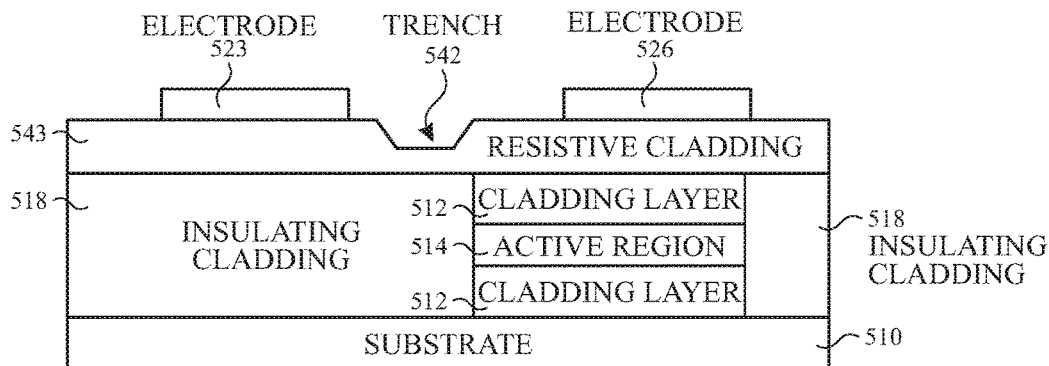 ELECTRODE
523
TRENCH
542
ELECTRODE
526
543
RESISTIVE CLADDING
518
INSULATING
CLADDING
512
CLADDING LAYER
514
ACTIVE REGION
512
CLADDING LAYER
518
INSULATING
CLADDING
SUBSTRATE
510